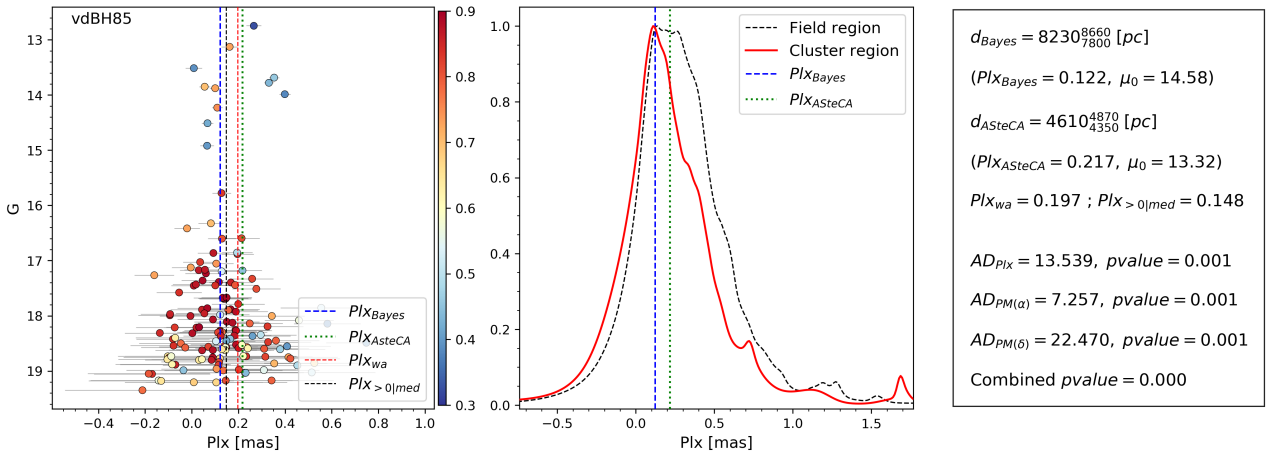 vdBH85
G
13
14
15
16
17
18
19
−0.4 −0.2 0.0 0.2 0.4 0.6 0.8 1.0
Plx [mas]
Plx_Bayes
Plx_ASteCA
Plx_wa
Plx_>0|med
0.9
0.8
0.7
0.6
0.5
0.4
0.3
1.0
0.8
0.6
0.4
0.2
0.0
−0.5 0.0 0.5 1.0 1.5
Plx [mas]
Field region
Cluster region
Plx_Bayes
Plx_ASteCA
d_Bayes = 8230^8660_7800 [pc]
(Plx_Bayes = 0.122, μ_0 = 14.58)
d_ASteCA = 4610^4870_4350 [pc]
(Plx_ASteCA = 0.217, μ_0 = 13.32)
Plx_wa = 0.197 ; Plx_>0|med = 0.148
AD_Plx = 13.539, pvalue = 0.001
AD_PM(α) = 7.257, pvalue = 0.001
AD_PM(δ) = 22.470, pvalue = 0.001
Combined pvalue = 0.000